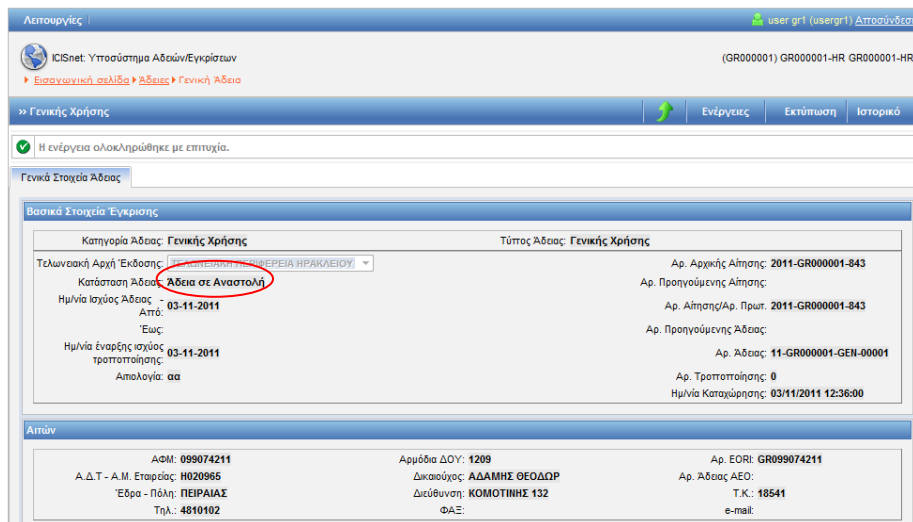 Λειτουργίες
user gr1 (usergr1) Αποσύνδεση
ICISnet: Υποσύστημα Αδειών/Εγκρίσεων
(GR000001) GR000001-HR GR000001-HR
Εισαγωγική σελίδα Άδειες Γενική Άδεια
>> Γενικής Χρήσης
Ενέργειες Εκτύπωση Ιστορικό
Η ενέργεια ολοκληρώθηκε με επιτυχία.
Γενικά Στοιχεία Άδειας
Βασικά Στοιχεία Έγκρισης
Κατηγορία Άδειας: Γενικής Χρήσης Τύπος Άδειας: Γενικής Χρήσης
Τελωνειακή Αρχή Έκδοσης: ΤΕΛΩΝΕΙΑΚΗ ΠΕΡΙΦΕΡΕΙΑ ΗΡΑΚΛΕΙΟΥ Αρ. Αρχικής Αίτησης: 2011-GR000001-843
Κατάσταση Άδειας: Άδεια σε Αναστολή Αρ. Προηγούμενης Αίτησης:
Ημ/νία Ισχύος Άδειας -
Από: 03-11-2011 Αρ. Αίτησης/Αρ. Πρωτ. 2011-GR000001-843
Έως: Αρ. Προηγούμενης Άδειας:
Ημ/νία έναρξης ισχύος
τροποποίησης: 03-11-2011 Αρ. Άδειας: 11-GR000001-GEN-00001
Αιτιολογία: αα Αρ. Τροποποίησης: 0
Ημ/νία Καταχώρησης: 03/11/2011 12:36:00
Αιτών
ΑΦΜ: 099074211 Αρμόδια ΔΟΥ: 1209 Αρ. EORI: GR099074211
Α.Δ.Τ - Α.Μ. Εταιρείας: H020965 Δικαιούχος: ΑΔΑΜΗΣ ΘΕΟΔΩΡ Αρ. Άδειας ΑΕΟ:
Έδρα - Πόλη: ΠΕΙΡΑΙΑΣ Διεύθυνση: ΚΟΜΟΤΙΝΗΣ 132 Τ.Κ.: 18541
Τηλ.: 4810102 ΦΑΞ: e-mail: